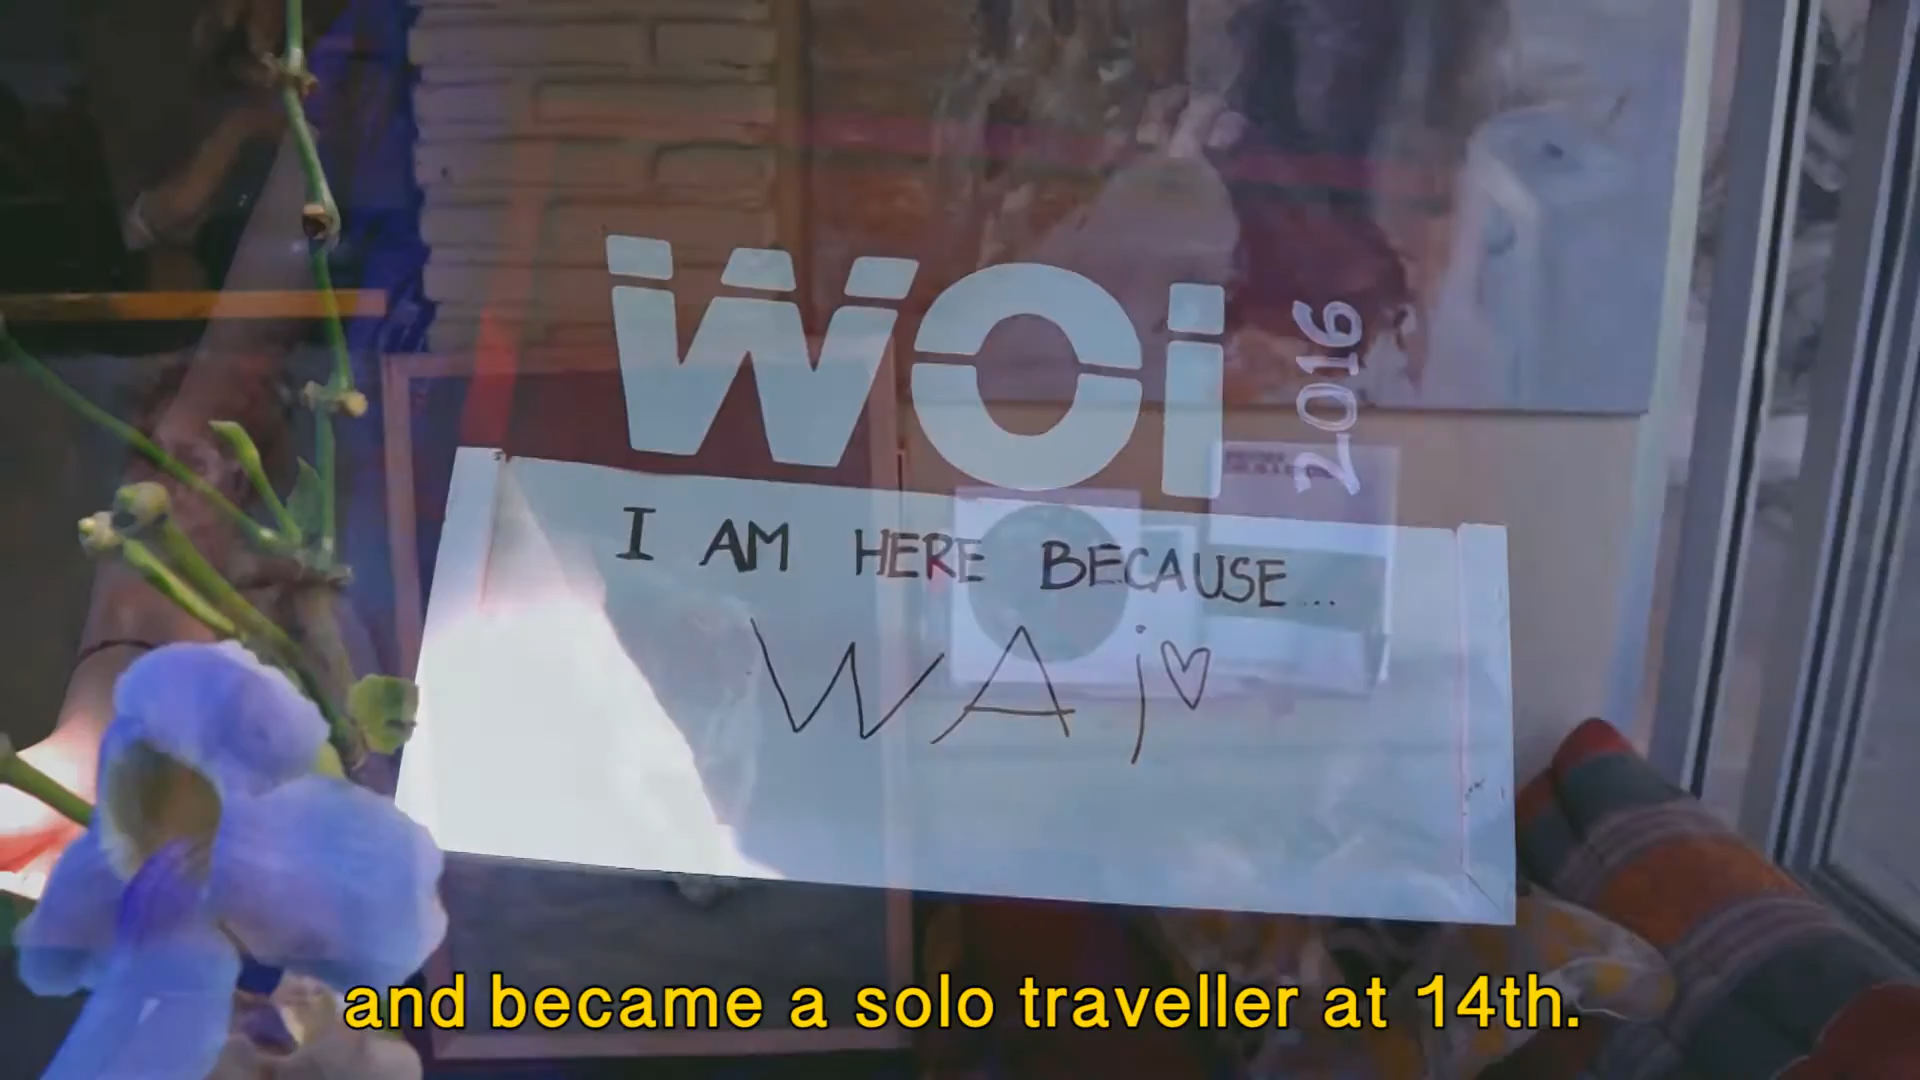 WOi
2016
I AM HERE BECAUSE...
WAj♡
and became a solo traveller at 14th.